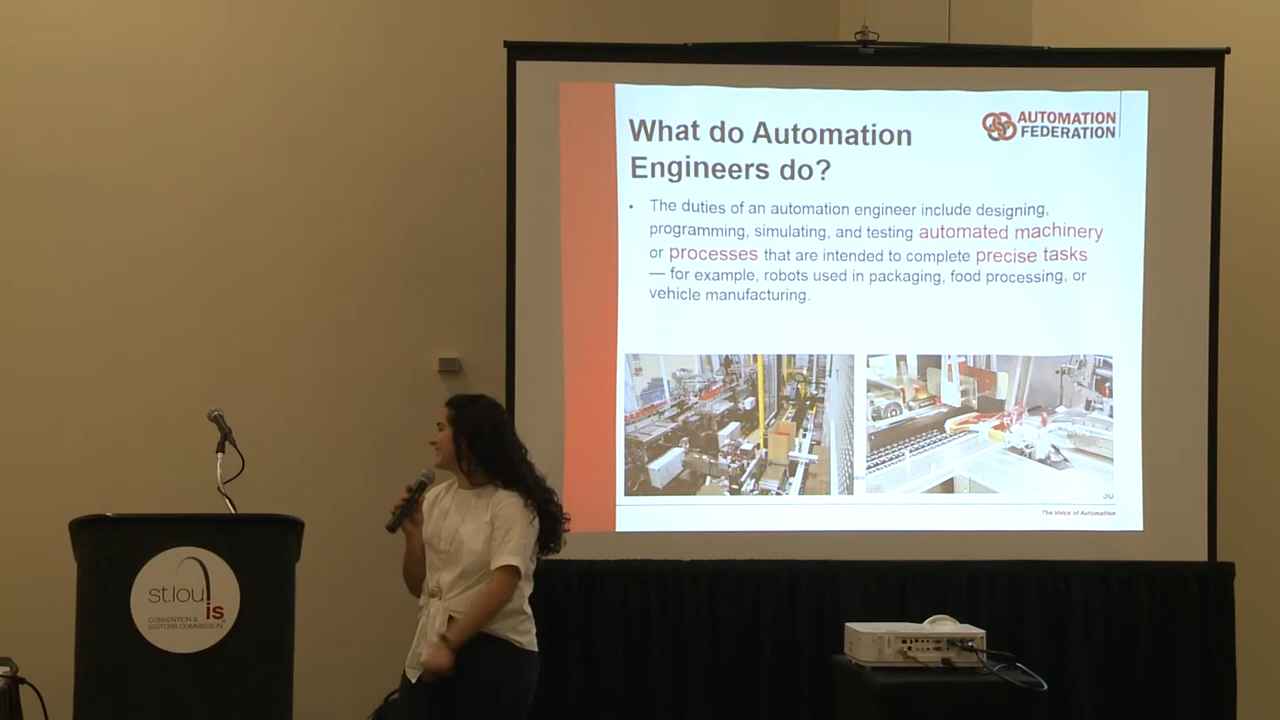 What do Automation
Engineers do?
AUTOMATION
FEDERATION
• The duties of an automation engineer include designing,
programming, simulating, and testing automated machinery
or processes that are intended to complete precise tasks
— for example, robots used in packaging, food processing, or
vehicle manufacturing.
30
The Voice of Automation
st.louis
CONVENTION &
VISITORS COMMISSION